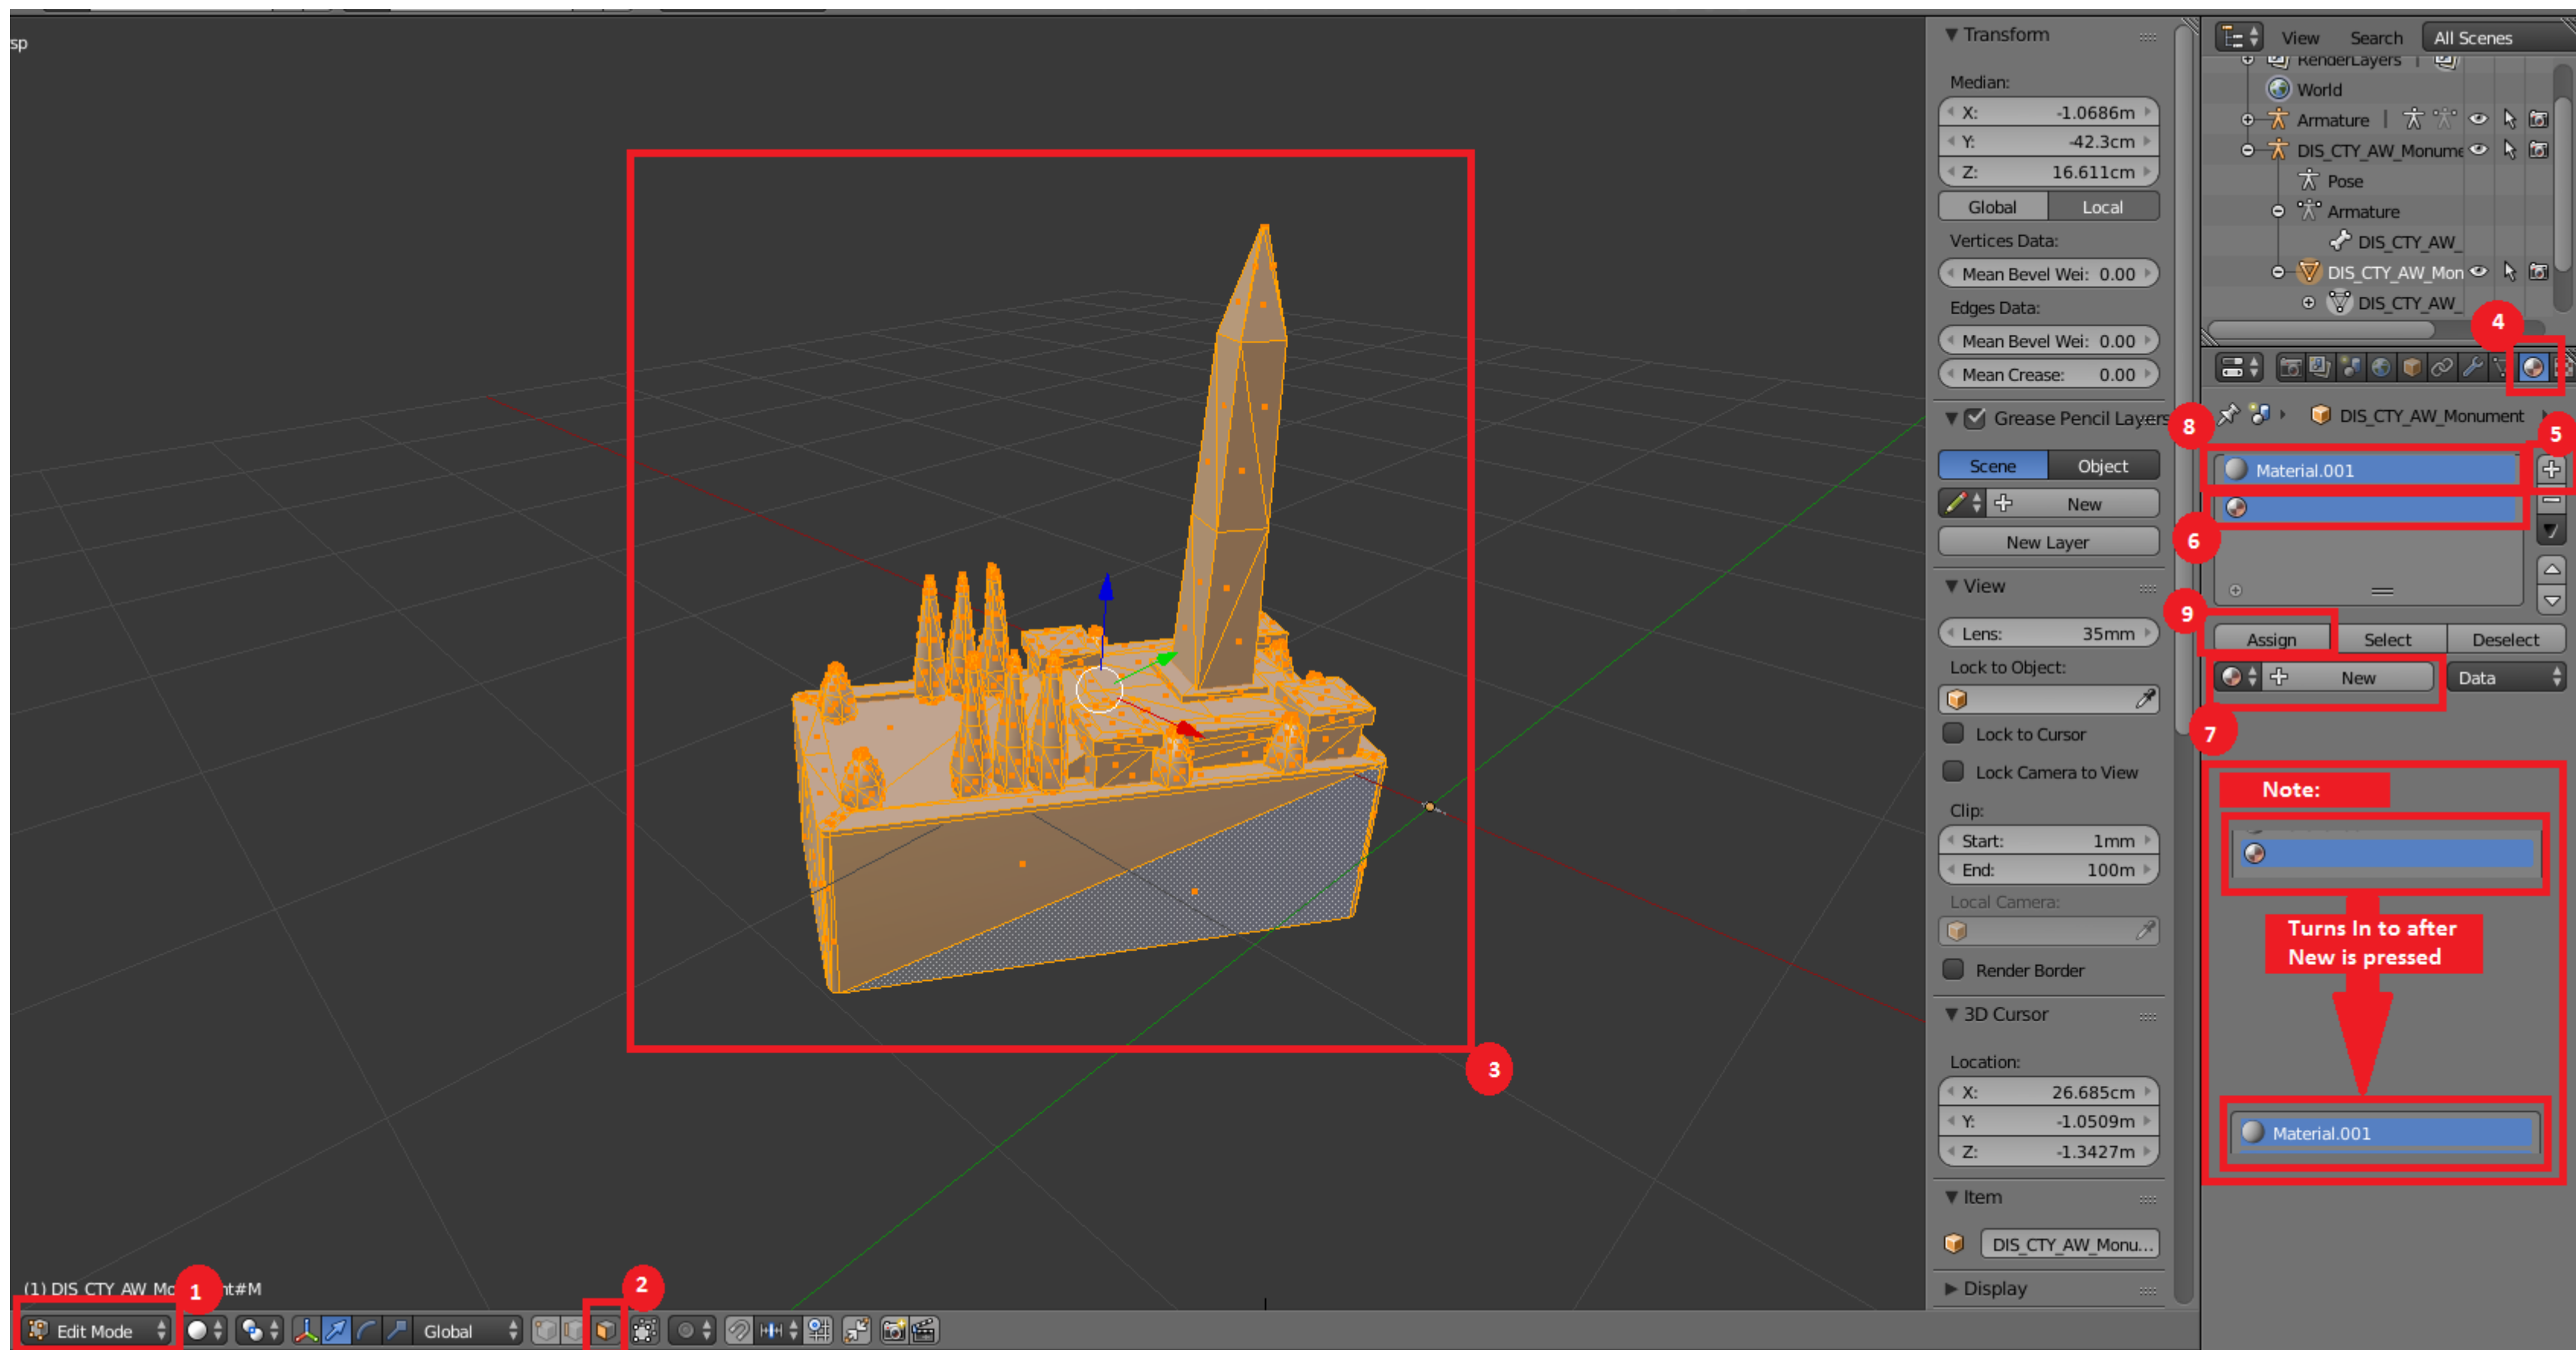 sp
(1) DIS_CTY_AW_Mo nt#M
1
2
3
Edit Mode
Global
Transform
Median:
X: -1.0686m
Y: -42.3cm
Z: 16.611cm
Global Local
Vertices Data:
Mean Bevel Wei: 0.00
Edges Data:
Mean Bevel Wei: 0.00
Mean Crease: 0.00
Grease Pencil Layers
Scene Object
New
New Layer
View
Lens: 35mm
Lock to Object:
Lock to Cursor
Lock Camera to View
Clip:
Start: 1mm
End: 100m
Local Camera:
Render Border
3D Cursor
Location:
X: 26.685cm
Y: -1.0509m
Z: -1.3427m
Item
DIS_CTY_AW_Monu...
Display
View Search All Scenes
RenderLayers |
World
Armature |
DIS_CTY_AW_Monume
Pose
Armature
DIS_CTY_AW_
DIS_CTY_AW_Mon
DIS_CTY_AW_
4
DIS_CTY_AW_Monument
8
5
Material.001
6
9
Assign Select Deselect
New Data
7
Note:
Turns In to after
New is pressed
Material.001